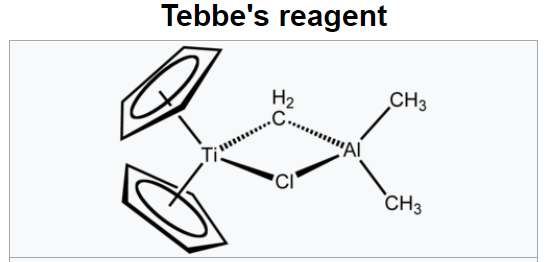 Tebbe's reagent
H2
C
CH3
Ti
Al
Cl
CH3